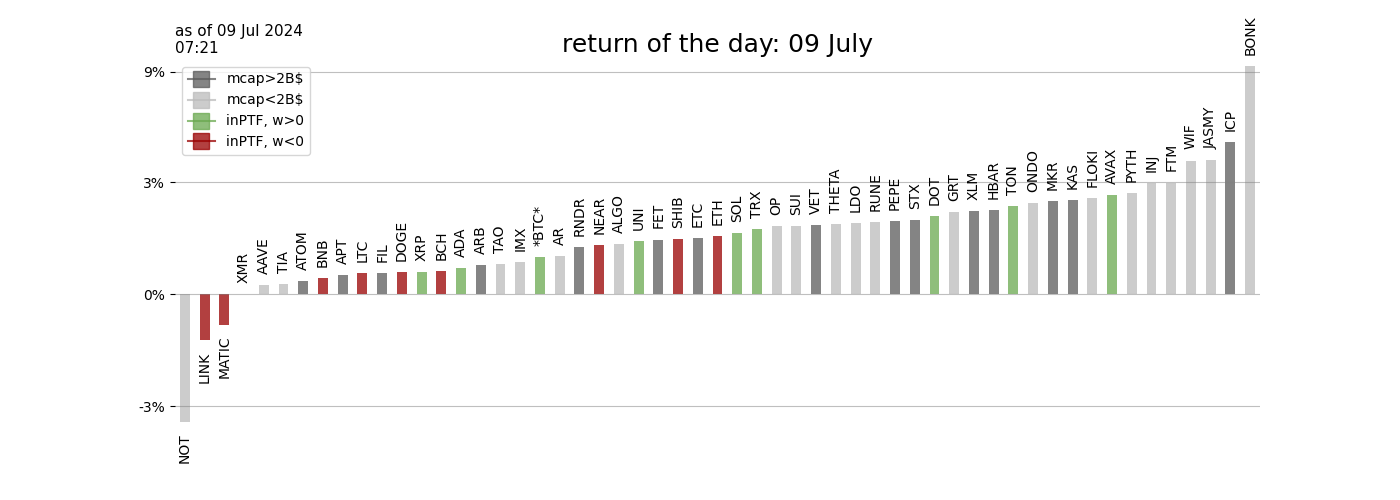 as of 09 Jul 2024
07:21
return of the day: 09 July
mcap>2B$
mcap<2B$
inPTF, w>0
inPTF, w<0
9%
3%
0%
-3%
NOT
LINK
MATIC
XMR
AAVE
TIA
ATOM
BNB
APT
LTC
FIL
DOGE
XRP
BCH
ADA
ARB
TAO
IMX
*BTC*
AR
RNDR
NEAR
ALGO
UNI
FET
SHIB
ETC
ETH
SOL
TRX
OP
SUI
VET
THETA
LDO
RUNE
PEPE
STX
DOT
GRT
XLM
HBAR
TON
ONDO
MKR
KAS
FLOKI
AVAX
PYTH
INJ
FTM
WIF
JASMY
ICP
BONK